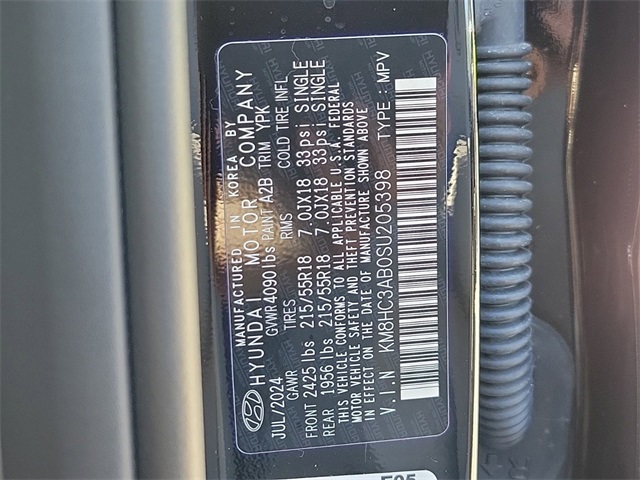 MANUFACTURED IN KOREA BY
HYUNDAI MOTOR COMPANY
JUL/2024 GVWR 4090 lbs PAINT A2B TRIM YPK
GAWR TIRES RIMS COLD TIRE INFL
FRONT 2425 lbs 215/55R18 7.0JX18 33psi SINGLE
REAR 1956 lbs 215/55R18 7.0JX18 33psi SINGLE
THIS VEHICLE CONFORMS TO ALL APPLICABLE U.S. FEDERAL
MOTOR VEHICLE SAFETY AND THEFT PREVENTION STANDARDS
IN EFFECT ON THE DATE OF MANUFACTURE SHOWN ABOVE
V.I.N KM8HC3AB0SU205398 TYPE : MPV